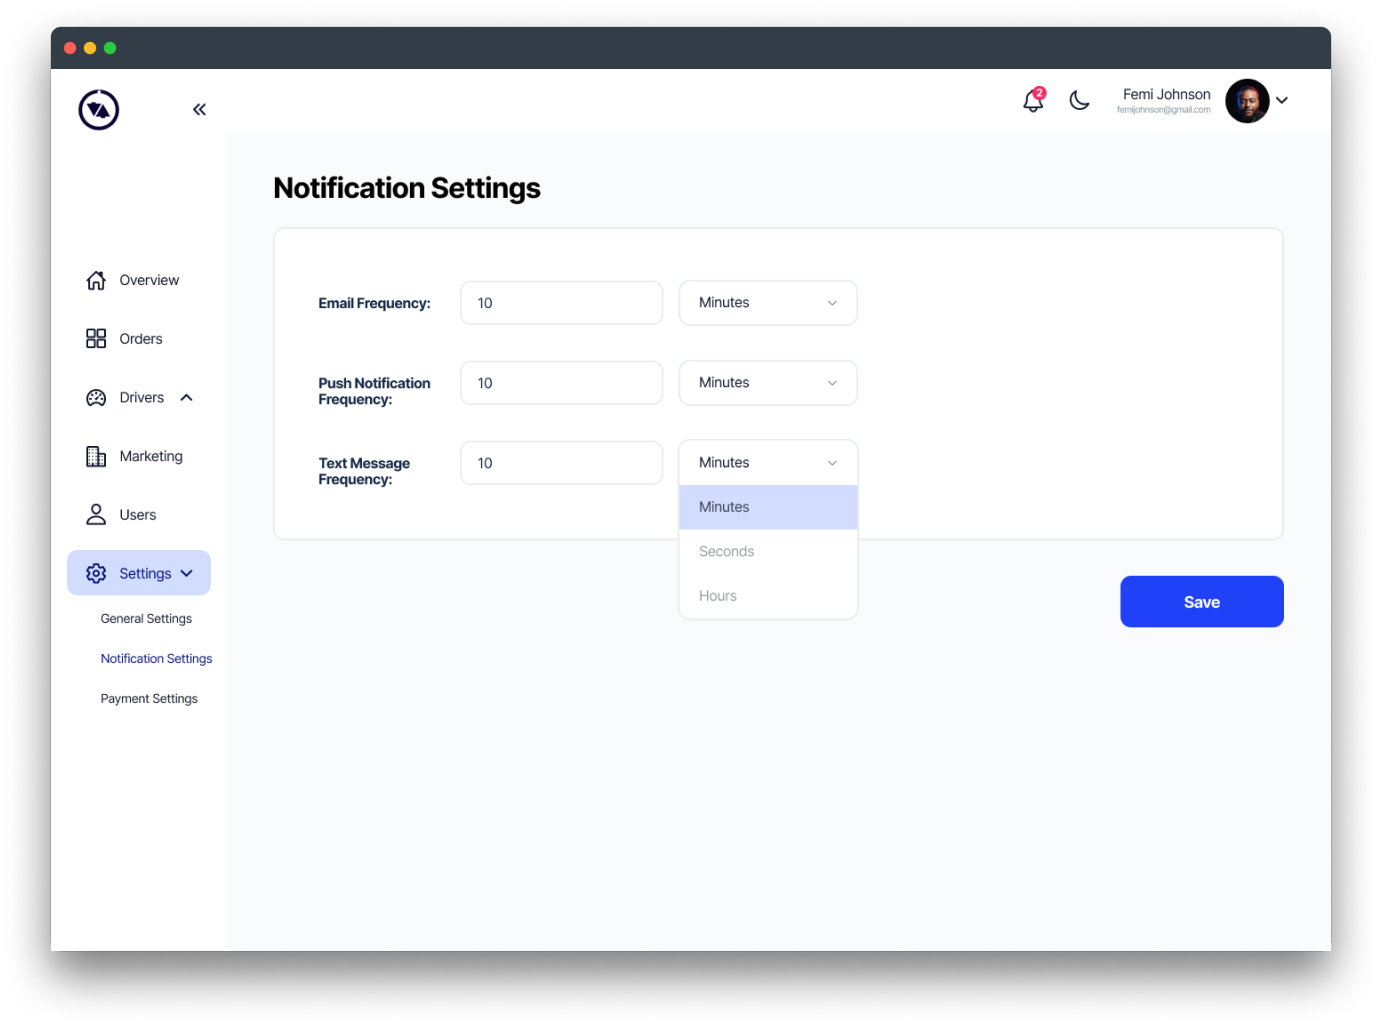 2
Femi Johnson
femijohnson@gmail.com
Notification Settings
Overview
Orders
Drivers
Marketing
Users
Settings
General Settings
Notification Settings
Payment Settings
Email Frequency:
10
Minutes
Push Notification
Frequency:
10
Minutes
Text Message
Frequency:
10
Minutes
Minutes
Seconds
Hours
Save